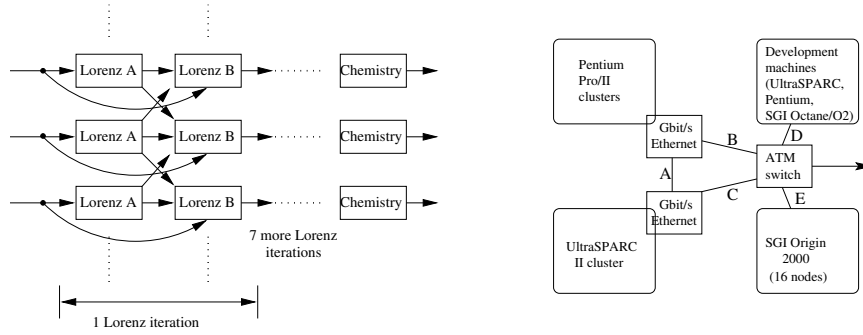 Lorenz A
Lorenz B
Chemistry
Lorenz A
Lorenz B
Chemistry
Lorenz A
Lorenz B
Chemistry
7 more Lorenz
iterations
1 Lorenz iteration
Pentium
Pro/II
clusters
Development
machines
(UltraSPARC,
Pentium,
SGI Octane/O2)
Gbit/s
Ethernet
B
D
ATM
switch
A
C
E
Gbit/s
Ethernet
UltraSPARC
II cluster
SGI Origin
2000
(16 nodes)